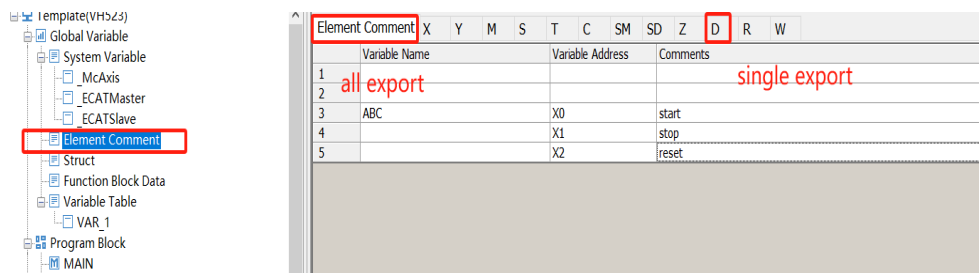 Template(VH523)
Global Variable
System Variable
_McAxis
_ECATMaster
_ECATSlave
Element Comment
Struct
Function Block Data
Variable Table
VAR_1
Program Block
MAIN
Element Comment X Y M S T C SM SD Z D R W
Variable Name Variable Address Comments
1
all export single export
2
3 ABC X0 start
4 X1 stop
5 X2 reset